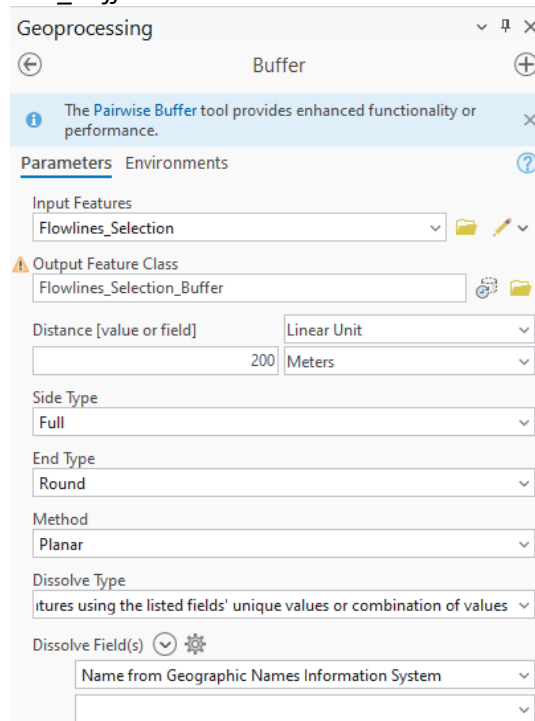 Geoprocessing
Buffer
The Pairwise Buffer tool provides enhanced functionality or
performance.
Parameters Environments
Input Features
Flowlines_Selection
Output Feature Class
Flowlines_Selection_Buffer
Distance [value or field] Linear Unit
200 Meters
Side Type
Full
End Type
Round
Method
Planar
Dissolve Type
tures using the listed fields' unique values or combination of values
Dissolve Field(s)
Name from Geographic Names Information System